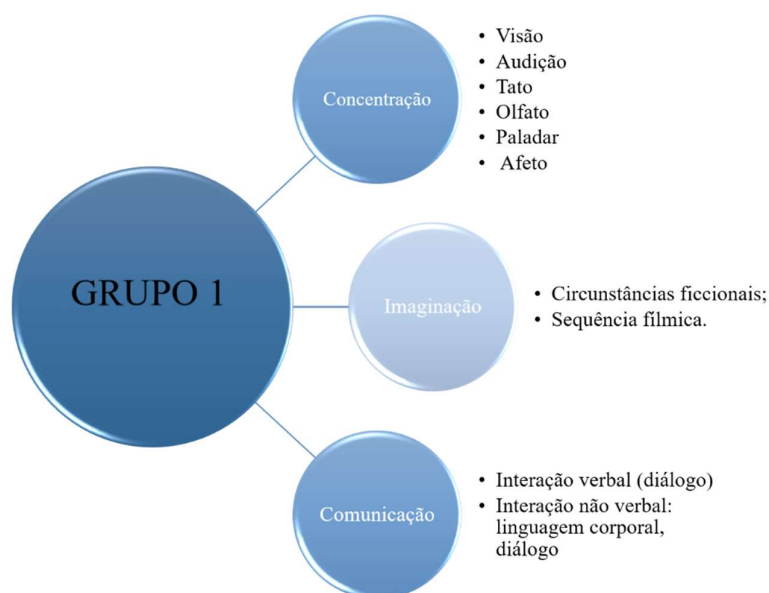 GRUPO 1
Concentração
• Visão
• Audição
• Tato
• Olfato
• Paladar
• Afeto
Imaginação
• Circunstâncias ficcionais;
• Sequência fílmica.
Comunicação
• Interação verbal (diálogo)
• Interação não verbal:
linguagem corporal,
diálogo